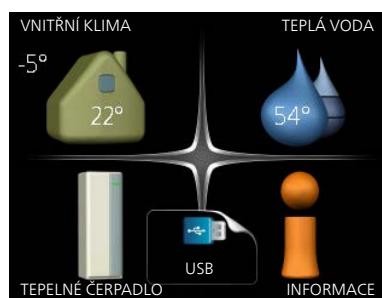 VNITŘNÍ KLIMA
TEPLÁ VODA
-5°
22°
54°
USB
TEPELNÉ ČERPADLO
INFORMACE